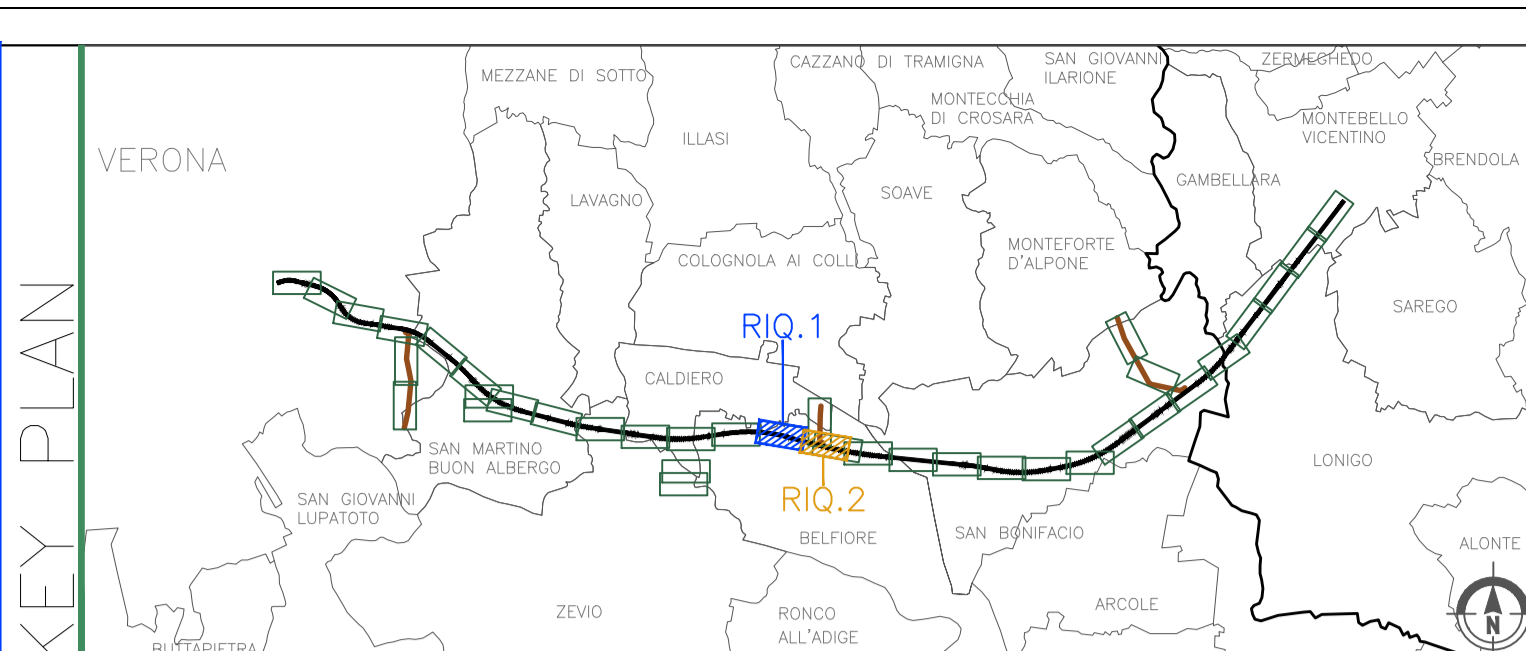 KEY PLAN
MEZZANE DI SOTTO
CAZZANO DI TRAMIGNA
SAN GIOVANNI
ILARIONE
ZERMEGHEDO
MONTECCHIA
DI CROSARA
MONTEBELLO
VICENTINO
ILLASI
VERONA
BRENDOLA
GAMBELLARA
SOAVE
LAVAGNO
MONTEFORTE
D'ALPONE
COLOGNOLA AI COLLI
SAREGO
RIQ.1
CALDIERO
SAN MARTINO
BUON ALBERGO
LONIGO
RIQ.2
SAN GIOVANNI
LUPATOTO
BELFIORE
SAN BONIFACIO
ALONTE
ZEVIO
RONCO
ALL'ADIGE
ARCOLE
N
BUTTAPIETRA